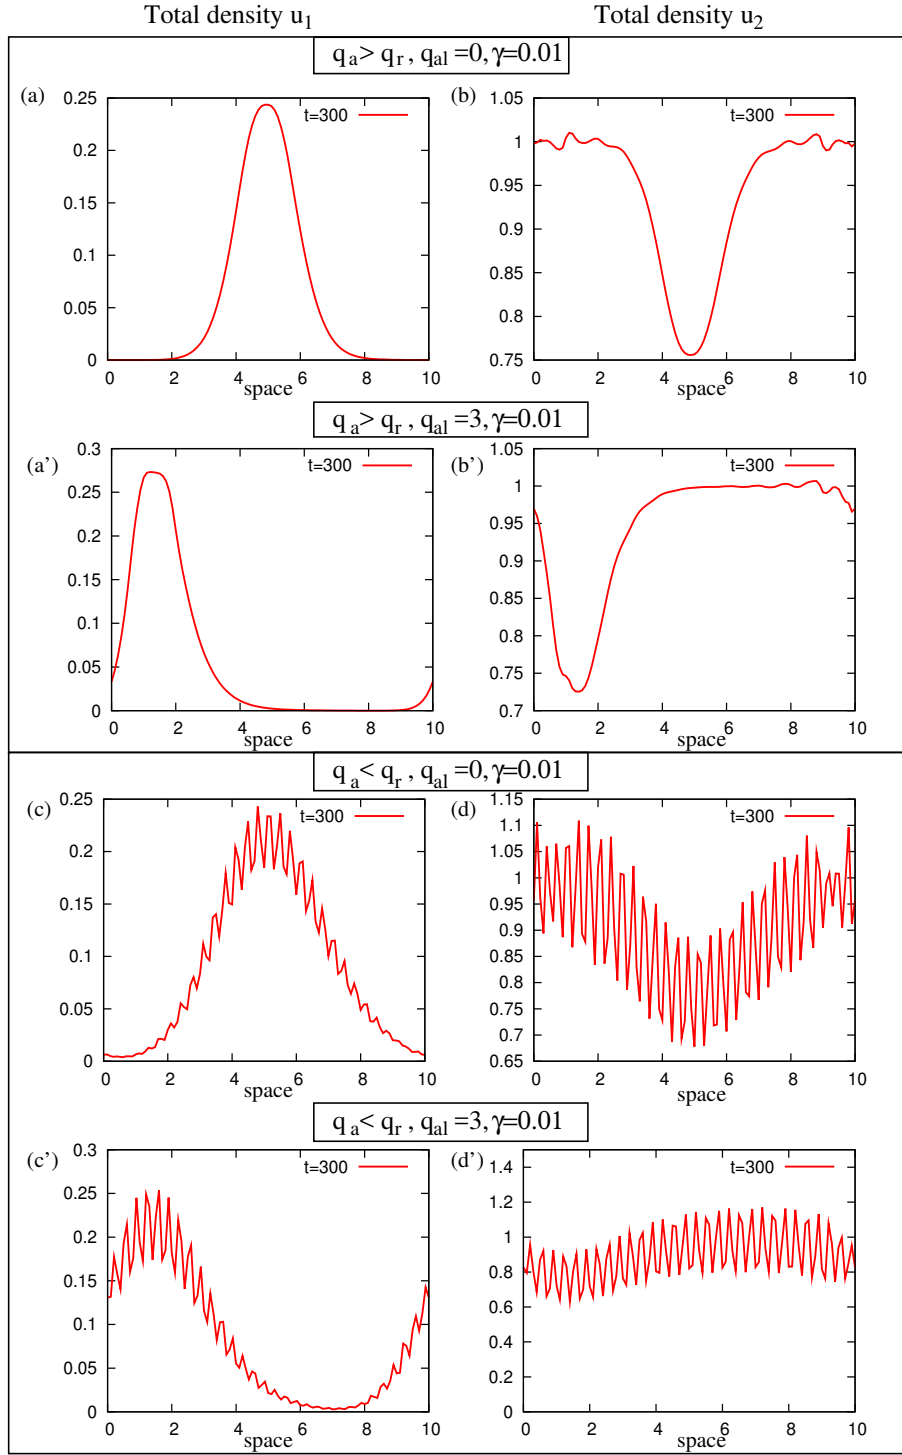 Total density u1 Total density u2
qa > qr , qal =0, γ=0.01
(a) (b)
0.25 0.2 0.15 0.1 0.05 0
t=300
0 2 4 6 8 10
space
1.05 1 0.95 0.9 0.85 0.8 0.75
t=300
0 2 4 6 8 10
space
qa > qr , qal =3, γ=0.01
(a’) (b’)
0.3 0.25 0.2 0.15 0.1 0.05 0
t=300
0 2 4 6 8 10
space
1.05 1 0.95 0.9 0.85 0.8 0.75 0.7
t=300
0 2 4 6 8 10
space
qa < qr , qal =0, γ=0.01
(c) (d)
0.25 0.2 0.15 0.1 0.05 0
t=300
0 2 4 6 8 10
space
1.15 1.1 1.05 1 0.95 0.9 0.85 0.8 0.75 0.7 0.65
t=300
0 2 4 6 8 10
space
qa < qr , qal =3, γ=0.01
(c’) (d’)
0.3 0.25 0.2 0.15 0.1 0.05 0
t=300
0 2 4 6 8 10
space
1.4 1.2 1 0.8 0.6 0.4 0.2 0
t=300
0 2 4 6 8 10
space